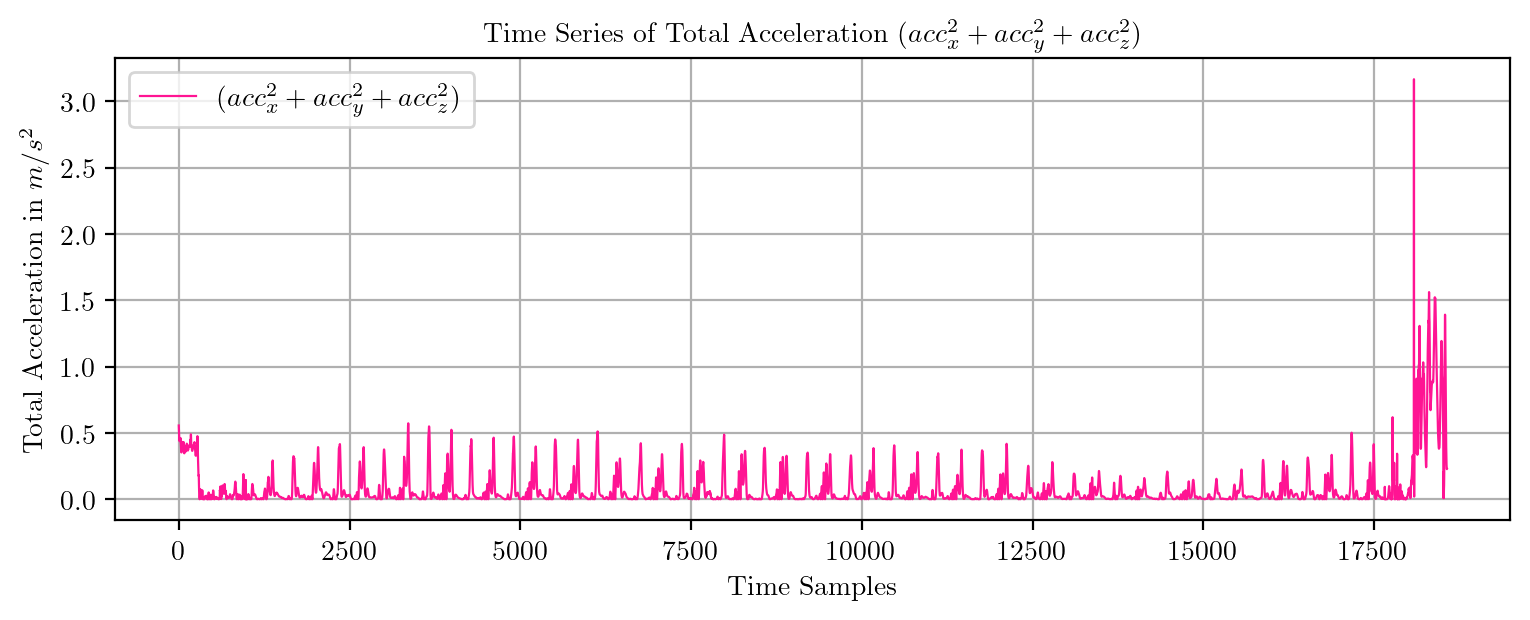 Time Series of Total Acceleration (acc_x^2 + acc_y^2 + acc_z^2)
(acc_x^2 + acc_y^2 + acc_z^2)
Total Acceleration in m/s^2
3.0
2.5
2.0
1.5
1.0
0.5
0.0
0 2500 5000 7500 10000 12500 15000 17500
Time Samples